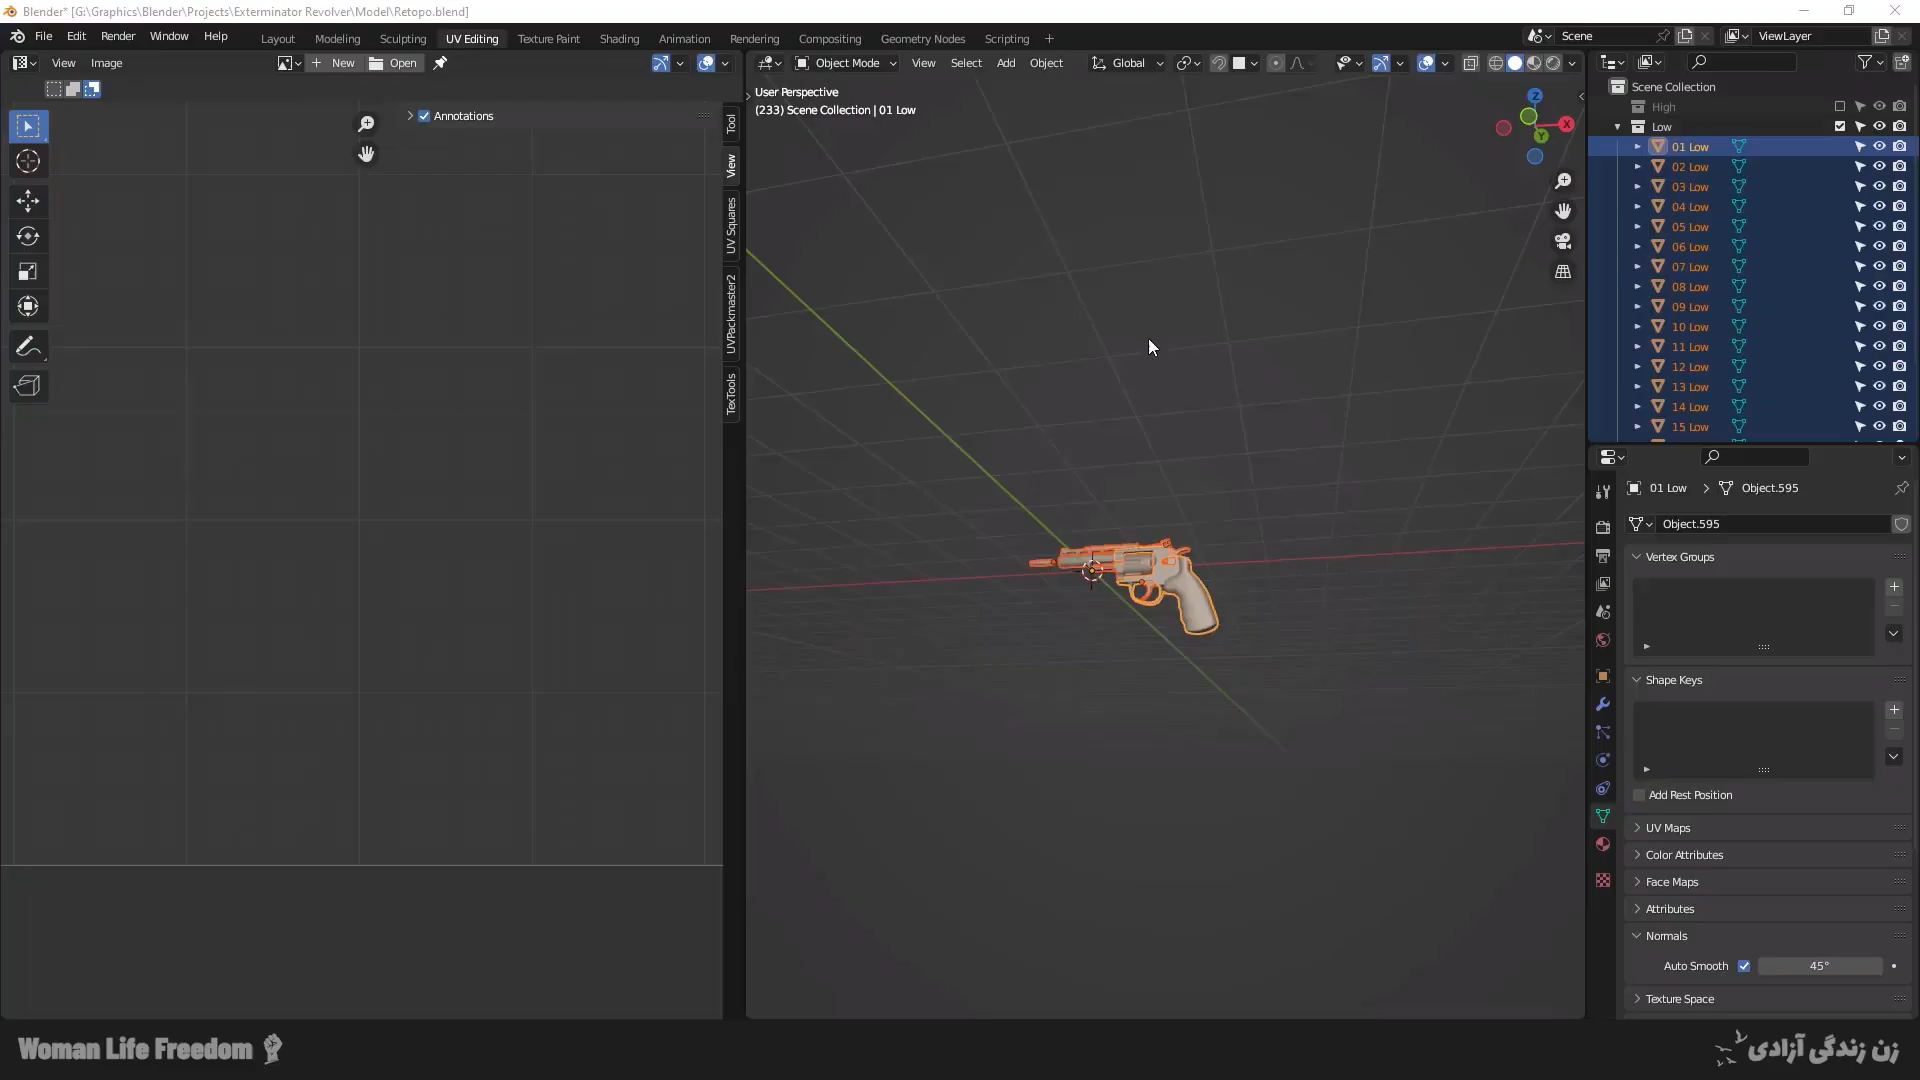 Blender* [G:\Graphics\Blender\Projects\Exterminator Revolver\Model\Retopo.blend]
File Edit Render Window Help
Layout Modeling Sculpting UV Editing Texture Paint Shading Animation Rendering Compositing Geometry Nodes Scripting +
Scene
ViewLayer
View Image
New
Open
Object Mode
View Select Add Object
Global
User Perspective
(233) Scene Collection | 01 Low
Annotations
Tool
View
UV Squares
UVPackmaster2
TexTools
Z
X
Y
Scene Collection
High
Low
01 Low
02 Low
03 Low
04 Low
05 Low
06 Low
07 Low
08 Low
09 Low
10 Low
11 Low
12 Low
13 Low
14 Low
15 Low
01 Low
Object.595
Object.595
Vertex Groups
Shape Keys
Add Rest Position
UV Maps
Color Attributes
Face Maps
Attributes
Normals
Auto Smooth
45°
Texture Space
Woman Life Freedom
زن زندگی آزادی